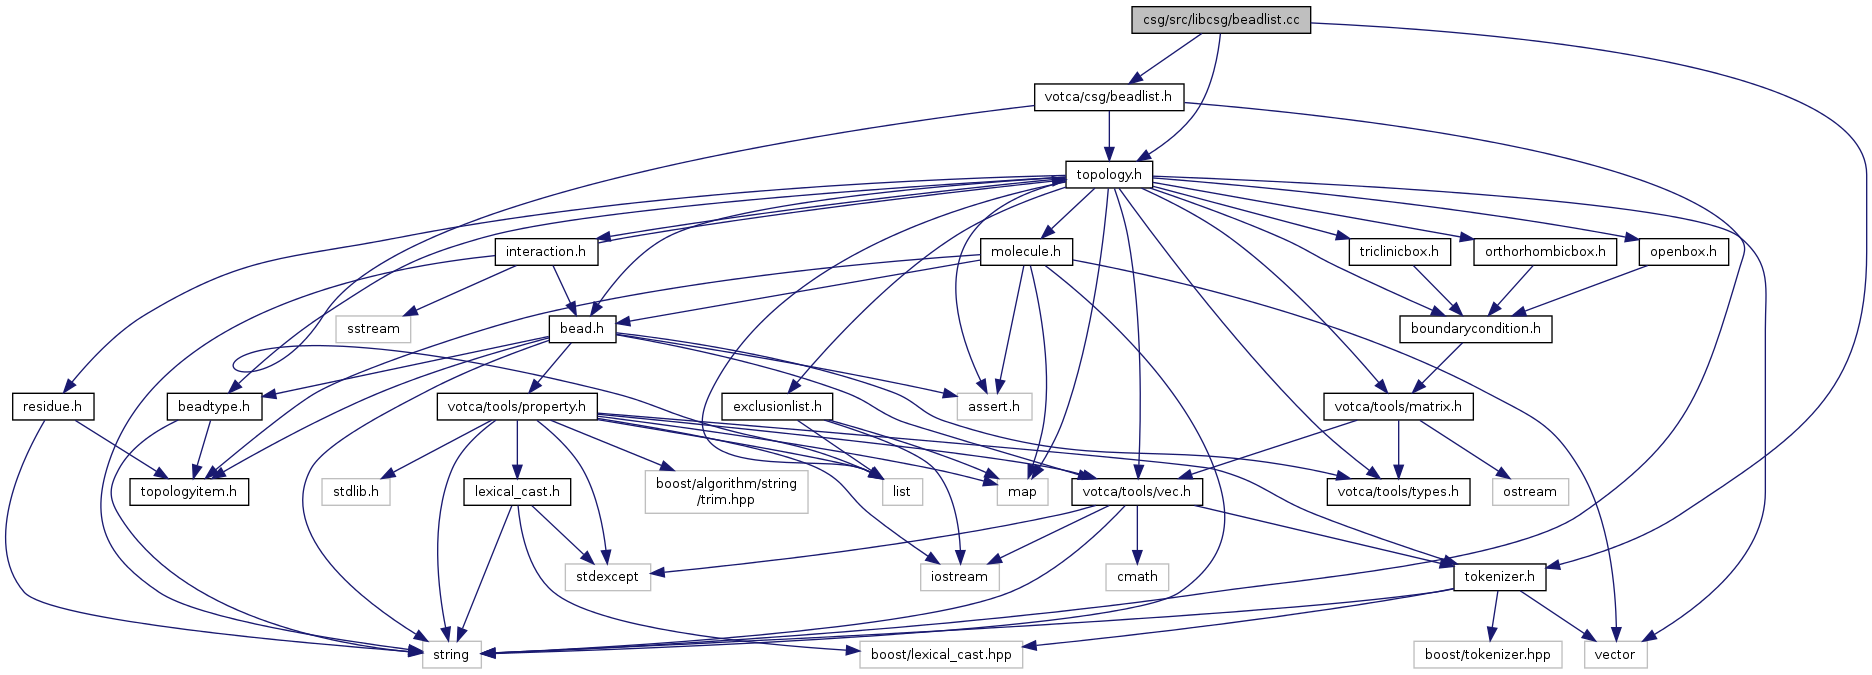 csg/src/libcsg/beadlist.cc
votca/csg/beadlist.h
topology.h
interaction.h
molecule.h
triclinicbox.h
orthorhombicbox.h
openbox.h
sstream
bead.h
boundarycondition.h
residue.h
beadtype.h
votca/tools/property.h
exclusionlist.h
assert.h
votca/tools/matrix.h
topologyitem.h
stdlib.h
lexical_cast.h
boost/algorithm/string
/trim.hpp
list
map
votca/tools/vec.h
votca/tools/types.h
ostream
stdexcept
iostream
cmath
tokenizer.h
string
boost/lexical_cast.hpp
boost/tokenizer.hpp
vector